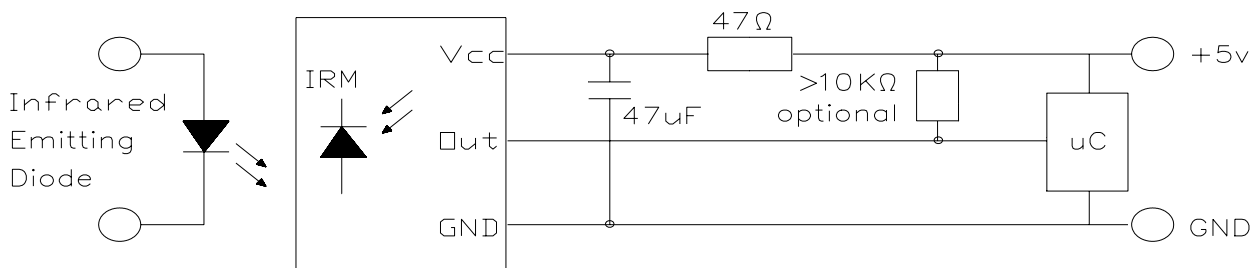 Infrared
Emitting
Diode
IRM
Vcc
Out
GND
47Ω
47uF
>10KΩ
optional
uC
+5v
GND